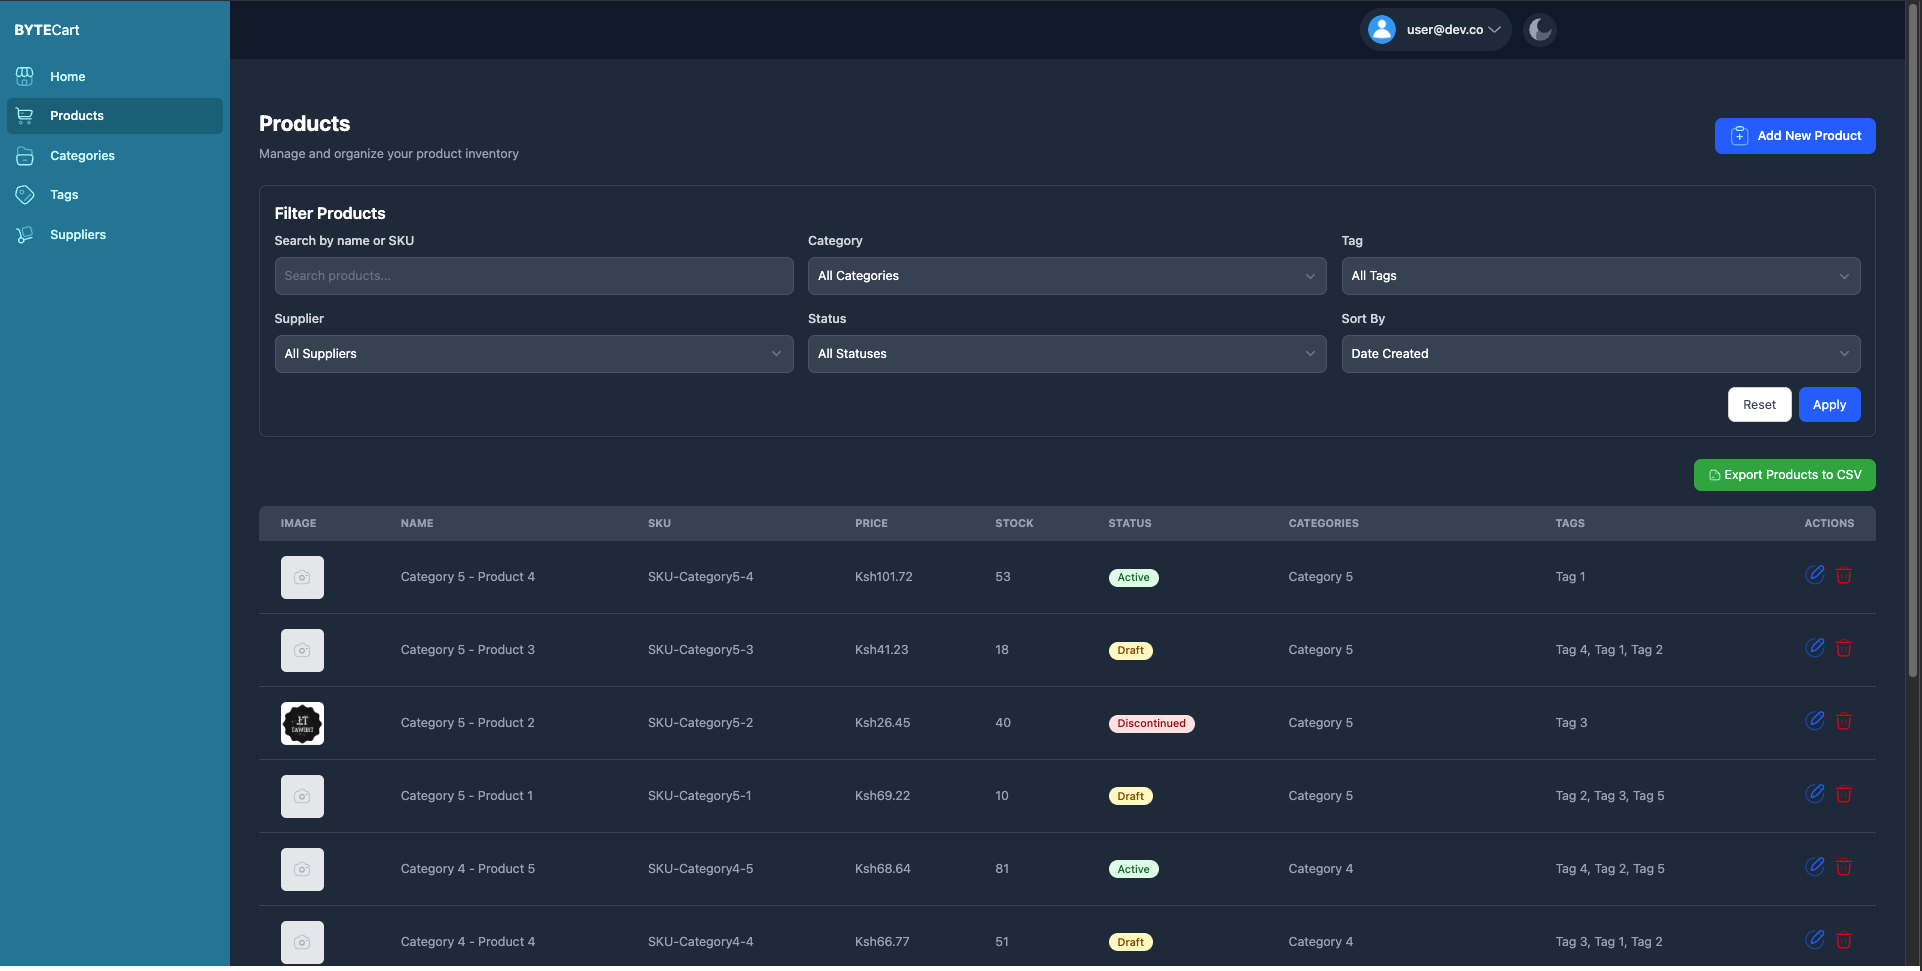 BYTECart
user@dev.co
Home
Products
Categories
Tags
Suppliers
Products
Manage and organize your product inventory
Add New Product
Filter Products
Search by name or SKU
Category
Tag
Search products...
All Categories
All Tags
Supplier
Status
Sort By
All Suppliers
All Statuses
Date Created
Reset
Apply
Export Products to CSV
IMAGE NAME SKU PRICE STOCK STATUS CATEGORIES TAGS ACTIONS
Category 5 - Product 4 SKU-Category5-4 Ksh101.72 53 Active Category 5 Tag 1
Category 5 - Product 3 SKU-Category5-3 Ksh41.23 18 Draft Category 5 Tag 4, Tag 1, Tag 2
Category 5 - Product 2 SKU-Category5-2 Ksh26.45 40 Discontinued Category 5 Tag 3
Category 5 - Product 1 SKU-Category5-1 Ksh69.22 10 Draft Category 5 Tag 2, Tag 3, Tag 5
Category 4 - Product 5 SKU-Category4-5 Ksh68.64 81 Active Category 4 Tag 4, Tag 2, Tag 5
Category 4 - Product 4 SKU-Category4-4 Ksh66.77 51 Draft Category 4 Tag 3, Tag 1, Tag 2